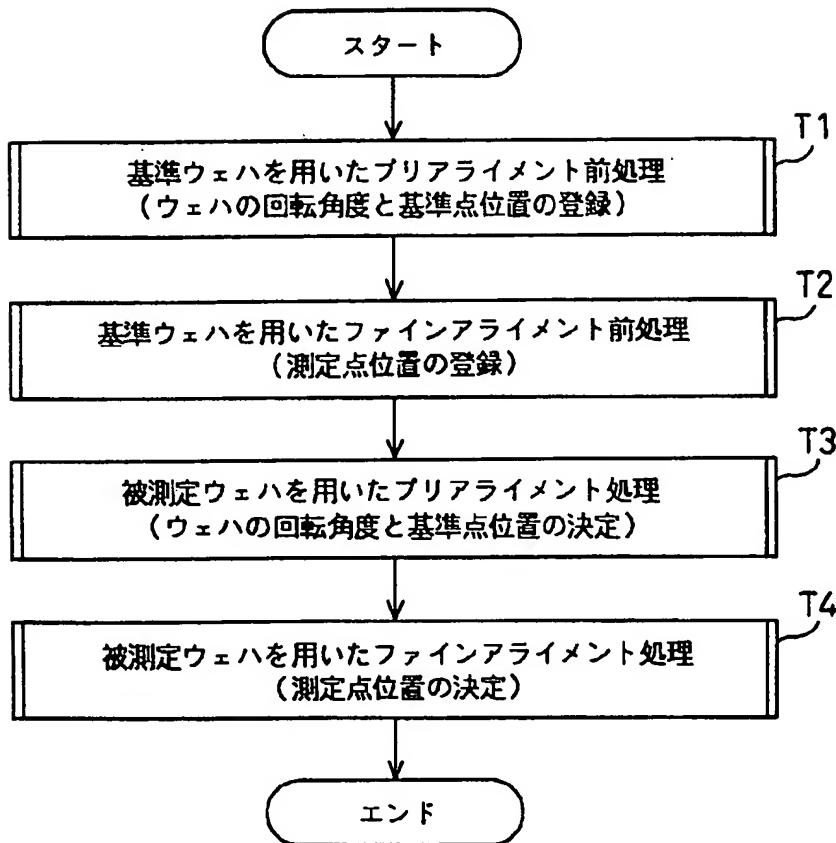 スタート
T1
基準ウェハを用いたプリアライメント前処理
(ウェハの回転角度と基準点位置の登録)
T2
基準ウェハを用いたファインアライメント前処理
(測定点位置の登録)
T3
被測定ウェハを用いたプリアライメント処理
(ウェハの回転角度と基準点位置の決定)
T4
被測定ウェハを用いたファインアライメント処理
(測定点位置の決定)
エンド